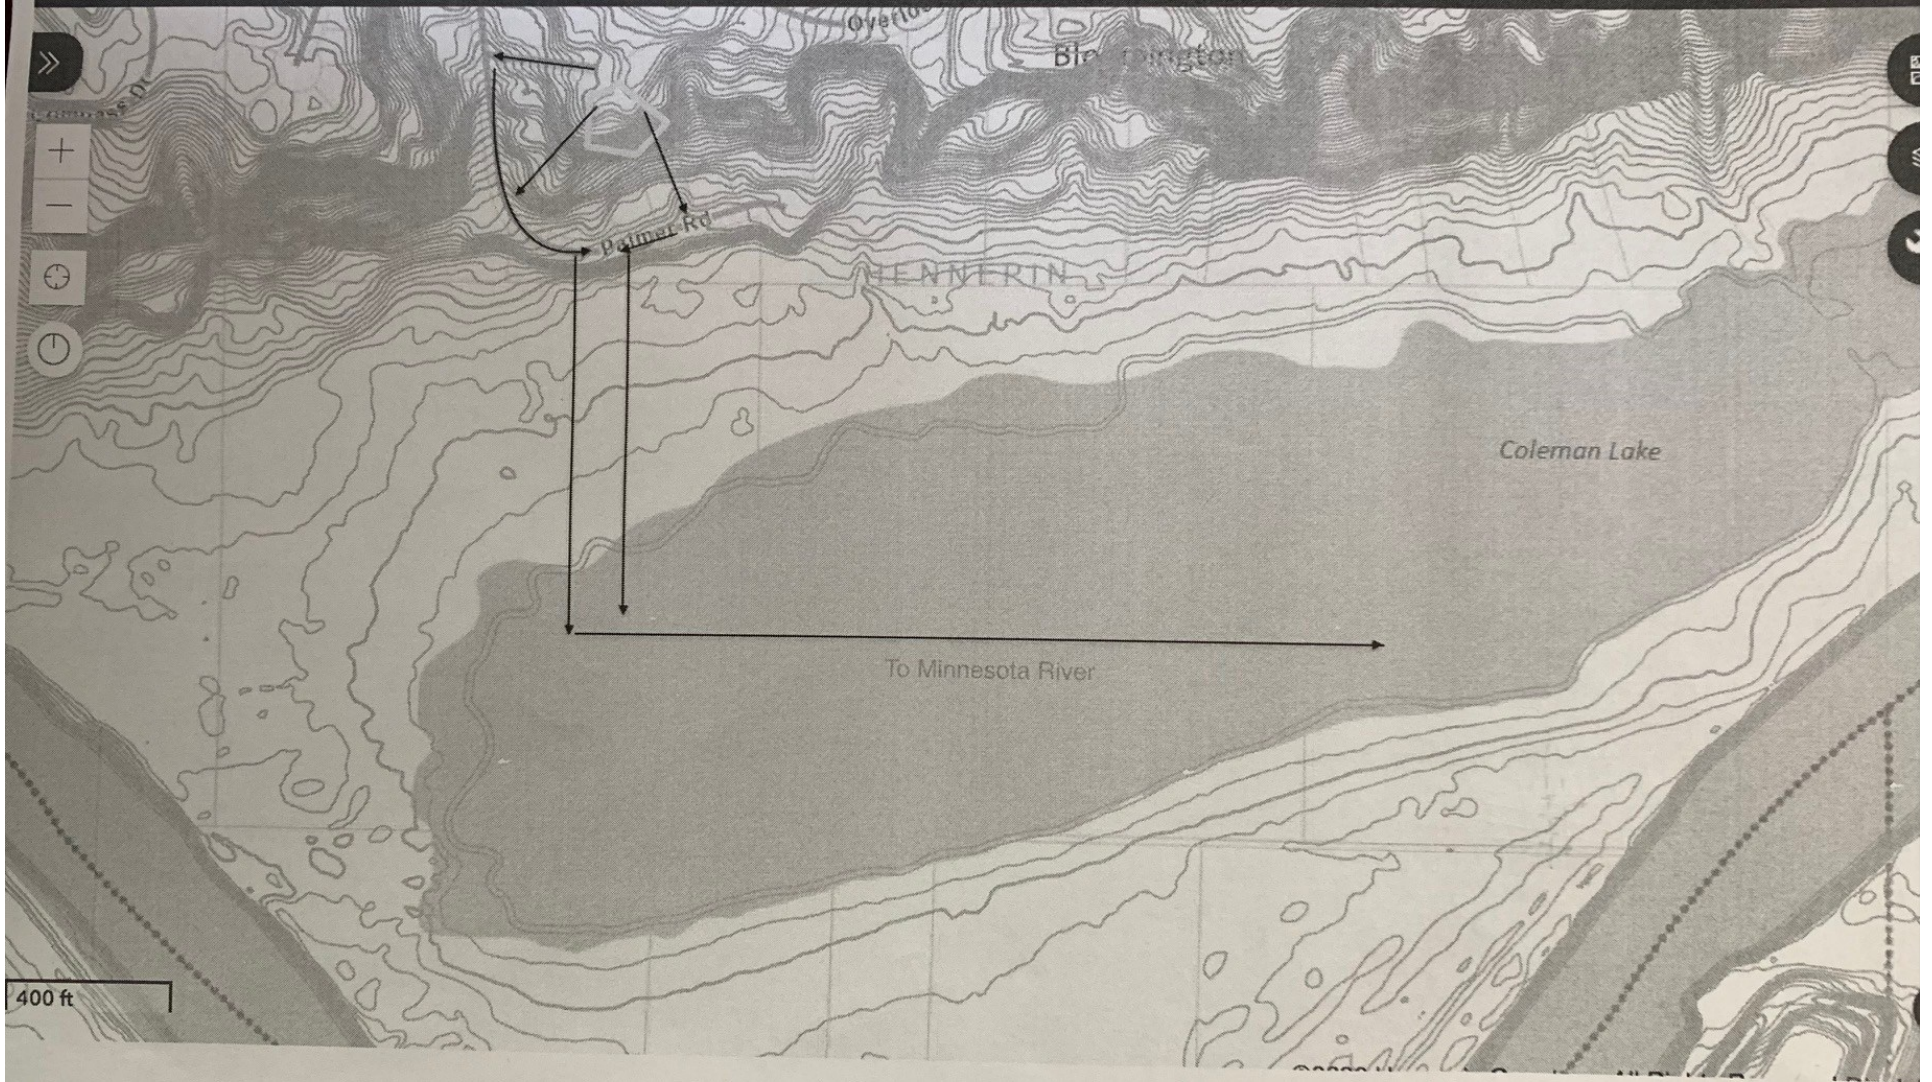 Bloomington
Palmer Rd
HENNEPIN
Coleman Lake
To Minnesota River
400 ft